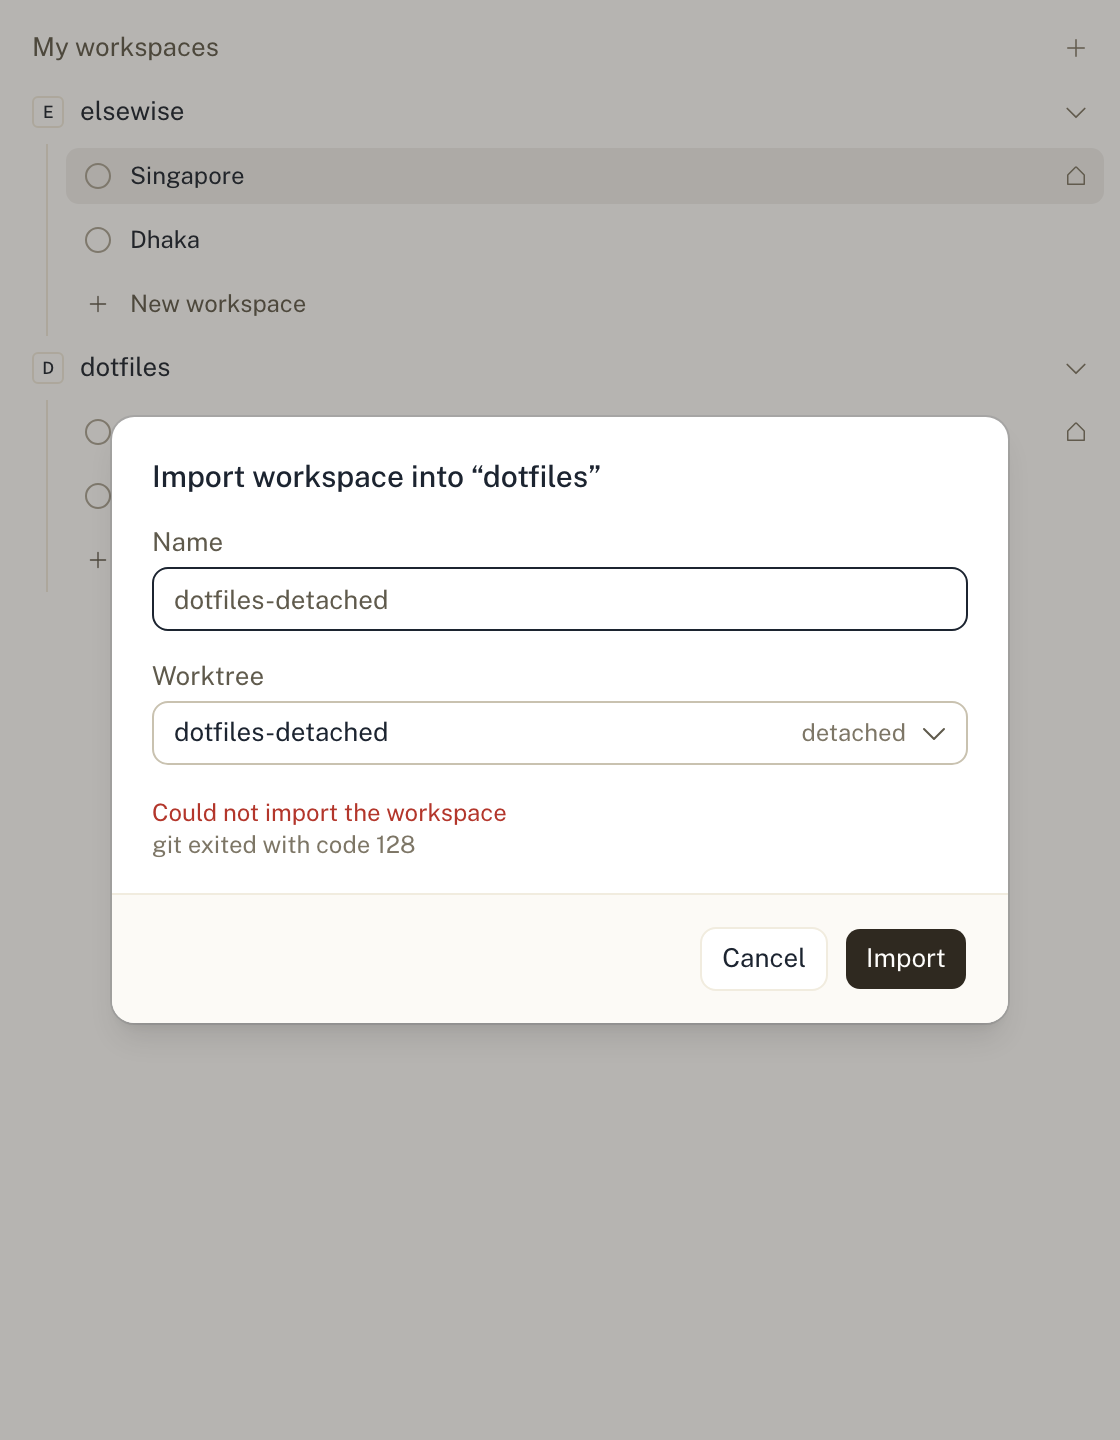 My workspaces
E elsewise
Singapore
Dhaka
New workspace
D dotfiles
Import workspace into “dotfiles”
Name
dotfiles-detached
Worktree
dotfiles-detached detached
Could not import the workspace
git exited with code 128
Cancel Import